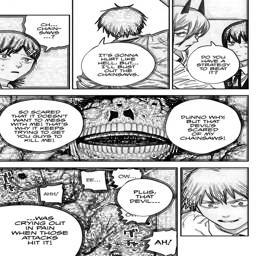 DO YOU
HAVE A
STRATEGY
TO BEAT
IT?
IT'S GONNA
HURT LIKE
HELL, BUT...
I'LL BUST
OUT THE
CHAINSAWS.
CH...
CHAIN-
SAWS
...?
DUNNO WHY,
BUT THAT
DEVIL'S
SCARED
OF MY
CHAINSAWS!
SO SCARED
THAT IT DOESN'T
WANT TO MESS
WITH ME! THAT'S
WHY IT KEEPS
TRYING TO GET
YOU GUYS TO
KILL ME!
PLUS,
THAT
DEVIL...
AH!
OW...
EE...
AHH!
...WAS
CRYING OUT
IN PAIN
WHEN THOSE
ATTACKS
HIT IT!